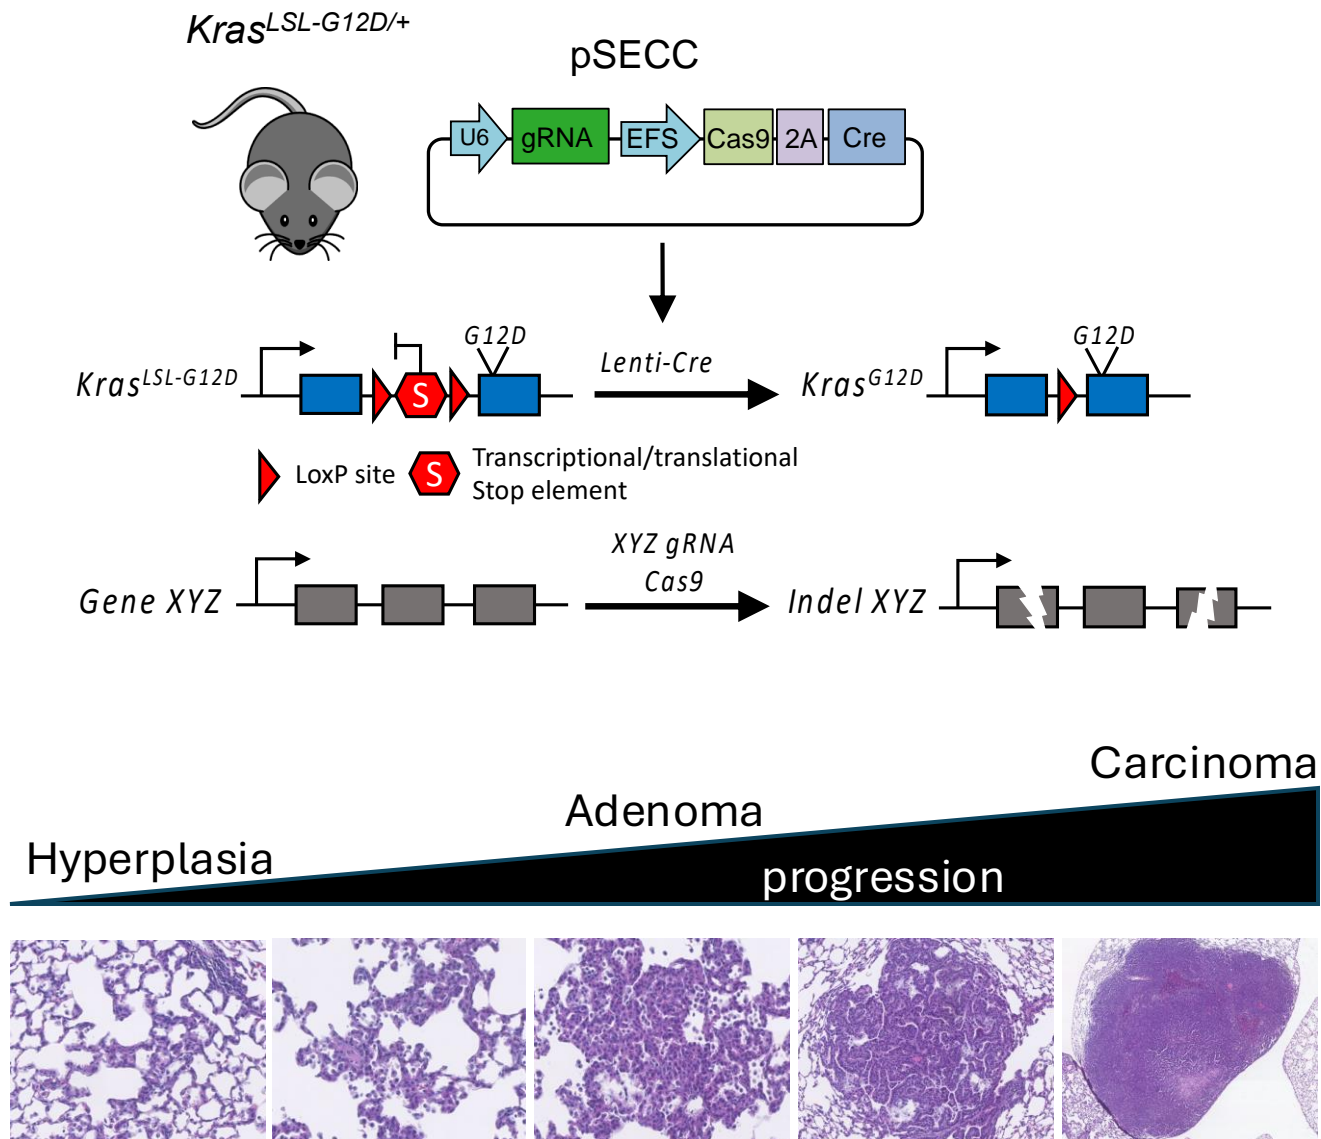 Kras^LSL-G12D/+
pSECC
U6 gRNA EFS Cas9 2A Cre
G12D
G12D
Kras^LSL-G12D
S
Lenti-Cre
Kras^G12D
LoxP site
S
Transcriptional/translational
Stop element
XYZ gRNA
Cas9
Gene XYZ
Indel XYZ
Carcinoma
Adenoma
Hyperplasia
progression